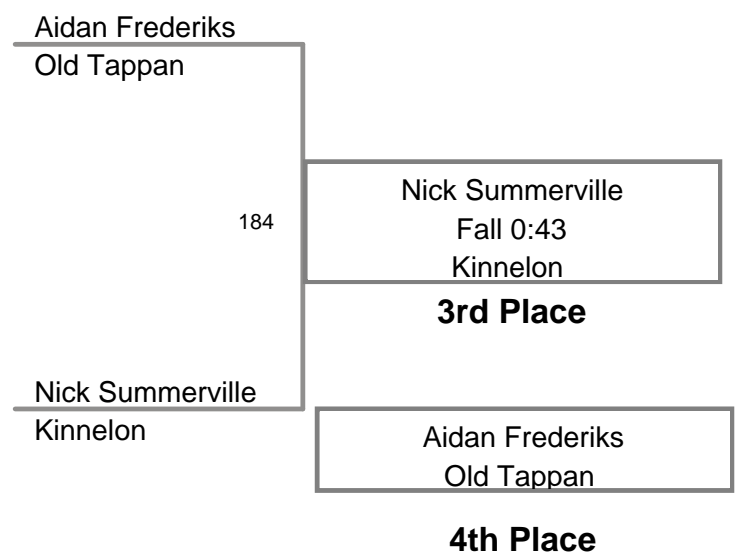 Aidan Frederiks
Old Tappan
184
Nick Summerville
Fall 0:43
Kinnelon
3rd Place
Nick Summerville
Kinnelon
Aidan Frederiks
Old Tappan
4th Place